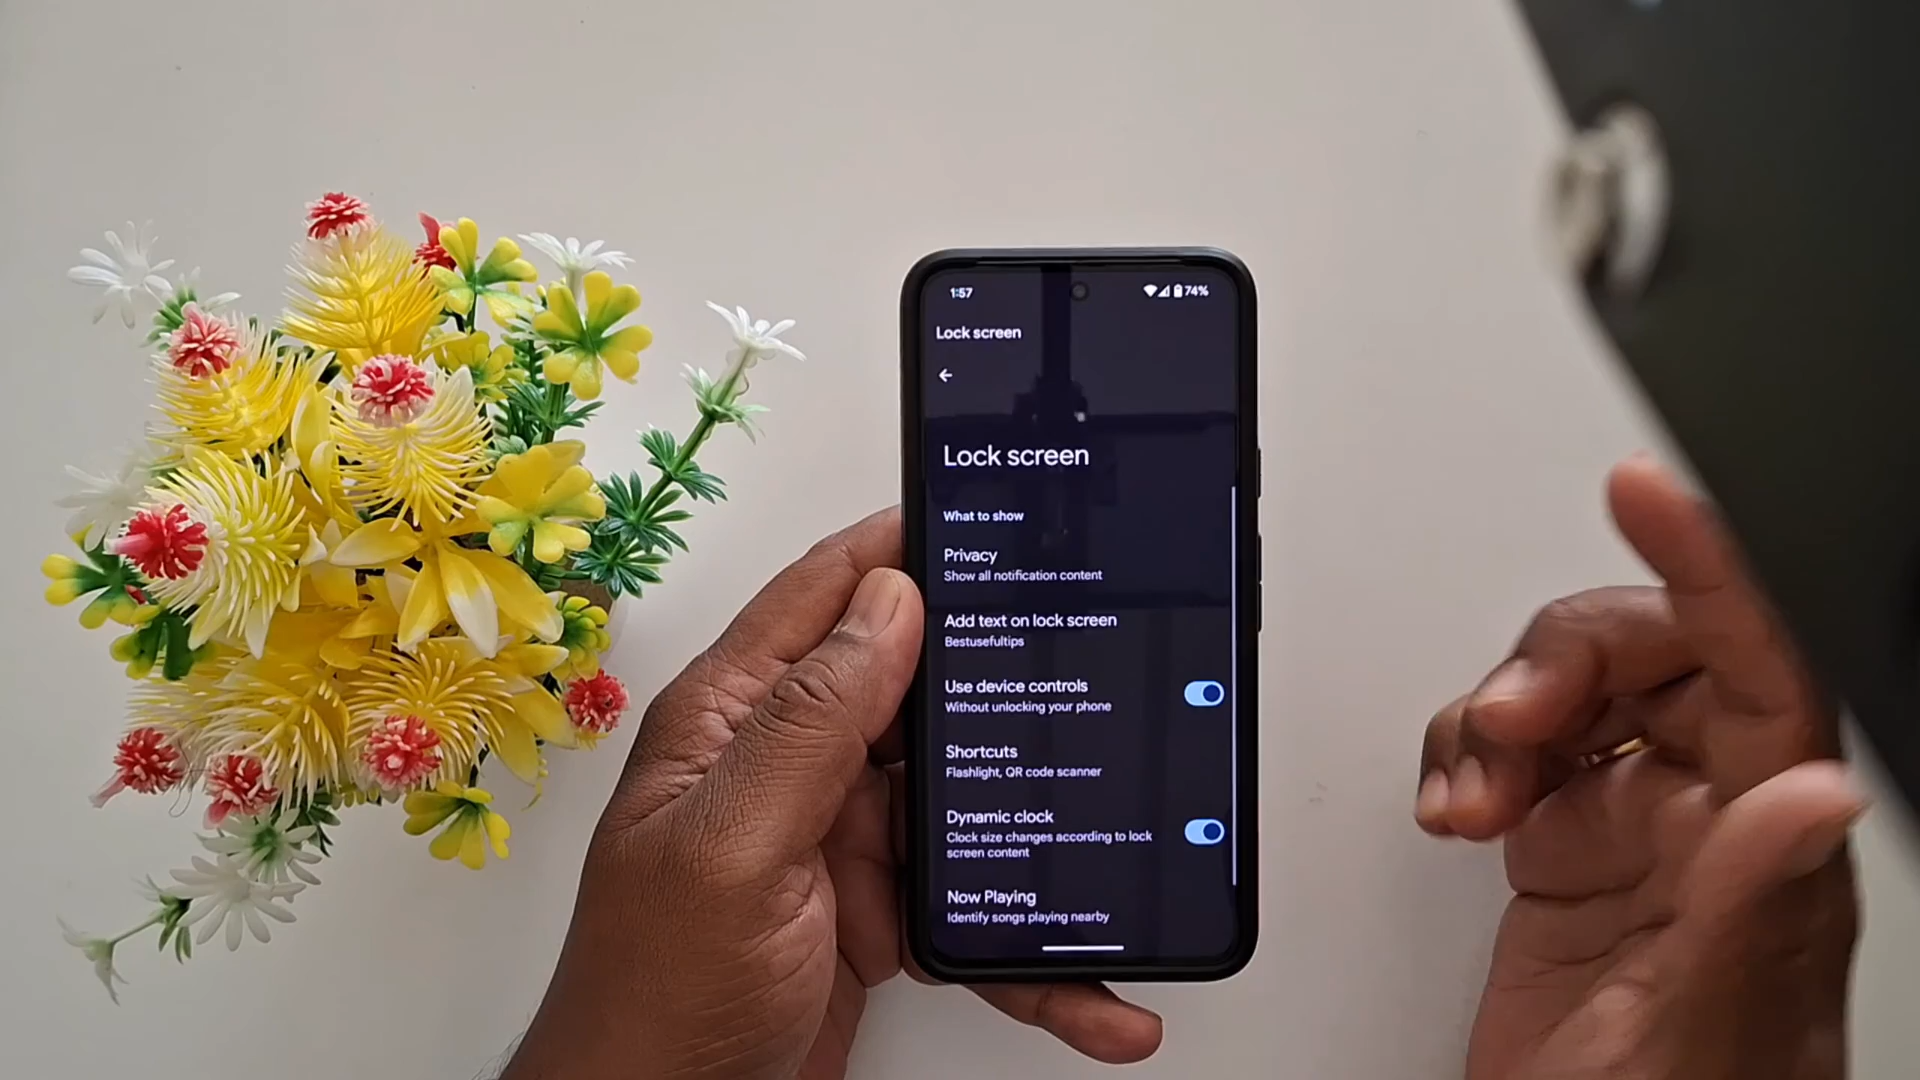 1:57
74%
Lock screen
Lock screen
What to show
Privacy
Show all notification content
Add text on lock screen
Bestusefultips
Use device controls
Without unlocking your phone
Shortcuts
Flashlight, QR code scanner
Dynamic clock
Clock size changes according to lock
screen content
Now Playing
Identify songs playing nearby